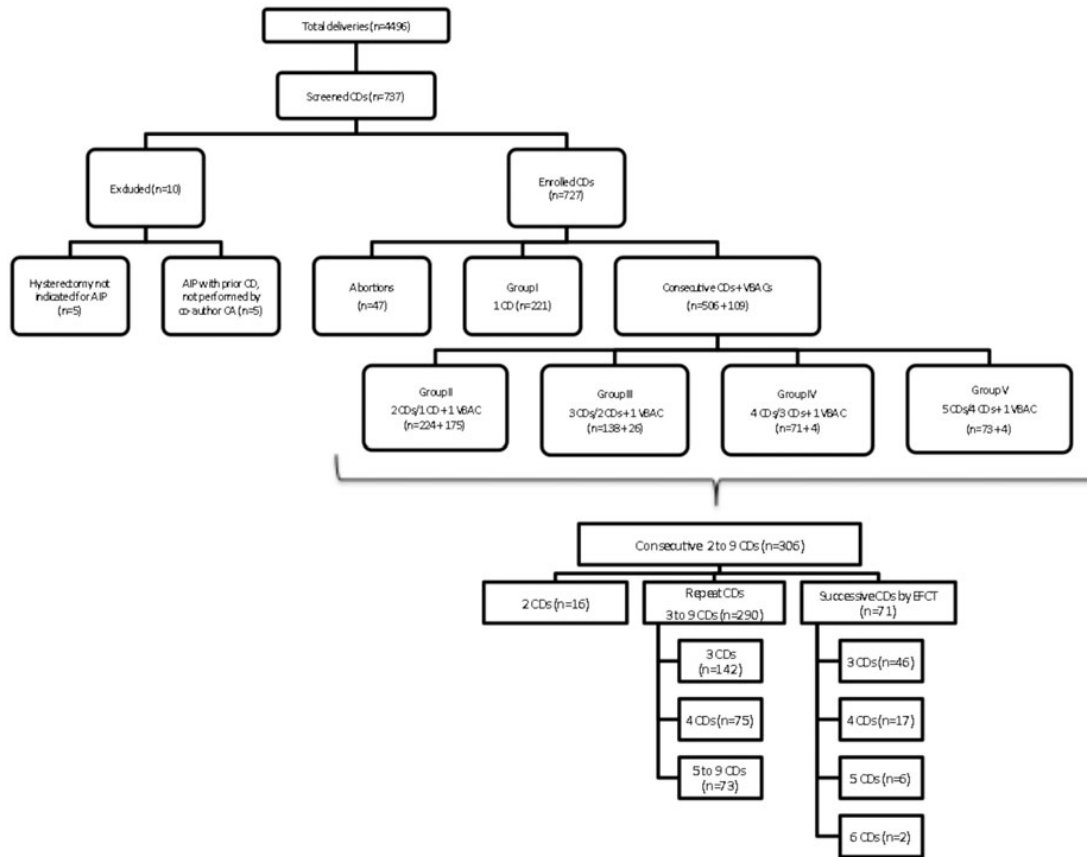 Total deliveries (n=4496)
Screened CDs (n=737)
Excluded (n=10)
Enrolled CDs
(n=727)
Hysterectomy not
indicated for AIP
(n=5)
AIP with prior CD,
not performed by
co-author CA (n=5)
Abortions
(n=47)
Group I
1 CD (n=221)
Consecutive CDs + VBACs
(n=506 + 109)
Group II
2 CDs/1 CD + 1 VBAC
(n=224 + 175)
Group III
3 CDs/2 CDs + 1 VBAC
(n=138 + 26)
Group IV
4 CDs/3 CDs + 1 VBAC
(n=71 + 4)
Group V
5 CDs/4 CDs + 1 VBAC
(n=73 + 4)
Consecutive 2 to 9 CDs (n=306)
2 CDs (n=16)
Repeat CDs
3 to 9 CDs (n=290)
Successive CDs by EFCT
(n=71)
3 CDs
(n=142)
4 CDs (n=75)
5 to 9 CDs
(n=73)
3 CDs (n=46)
4 CDs (n=17)
5 CDs (n=6)
6 CDs (n=2)